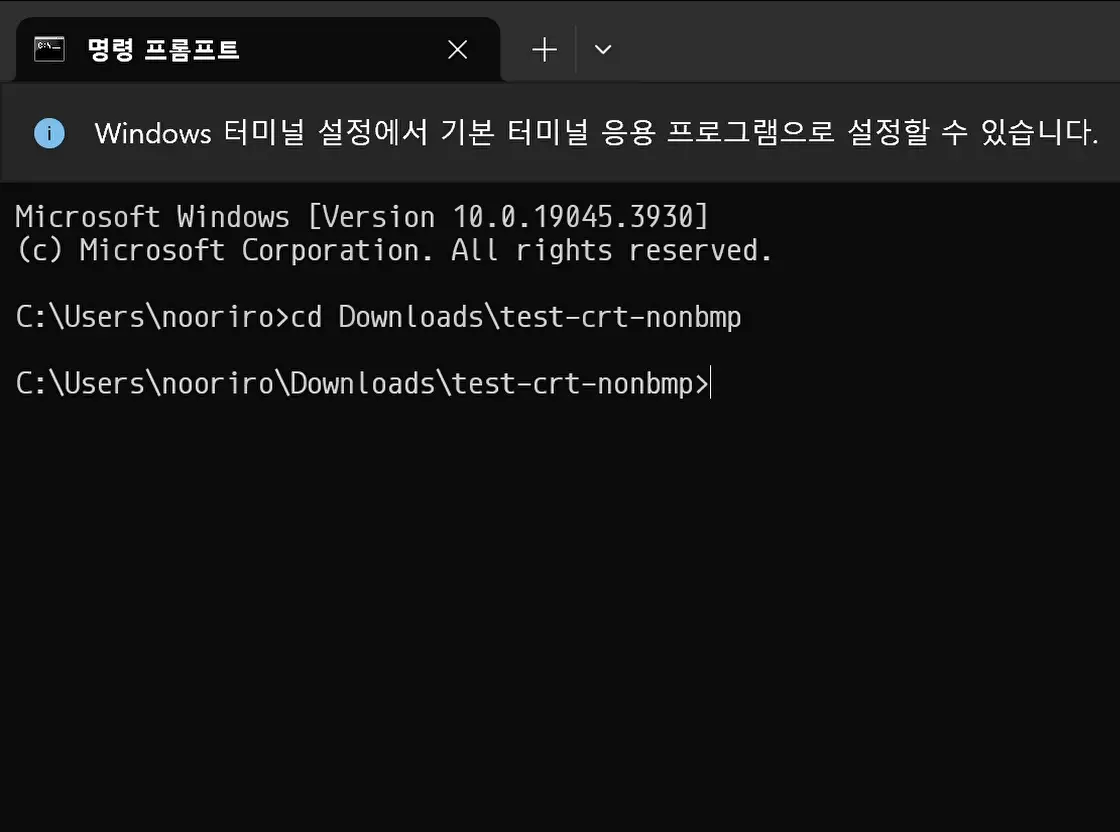 명령 프롬프트
Windows 터미널 설정에서 기본 터미널 응용 프로그램으로 설정할 수 있습니다.
Microsoft Windows [Version 10.0.19045.3930]
(c) Microsoft Corporation. All rights reserved.
C:\Users\nooriro>cd Downloads\test-crt-nonbmp
C:\Users\nooriro\Downloads\test-crt-nonbmp>